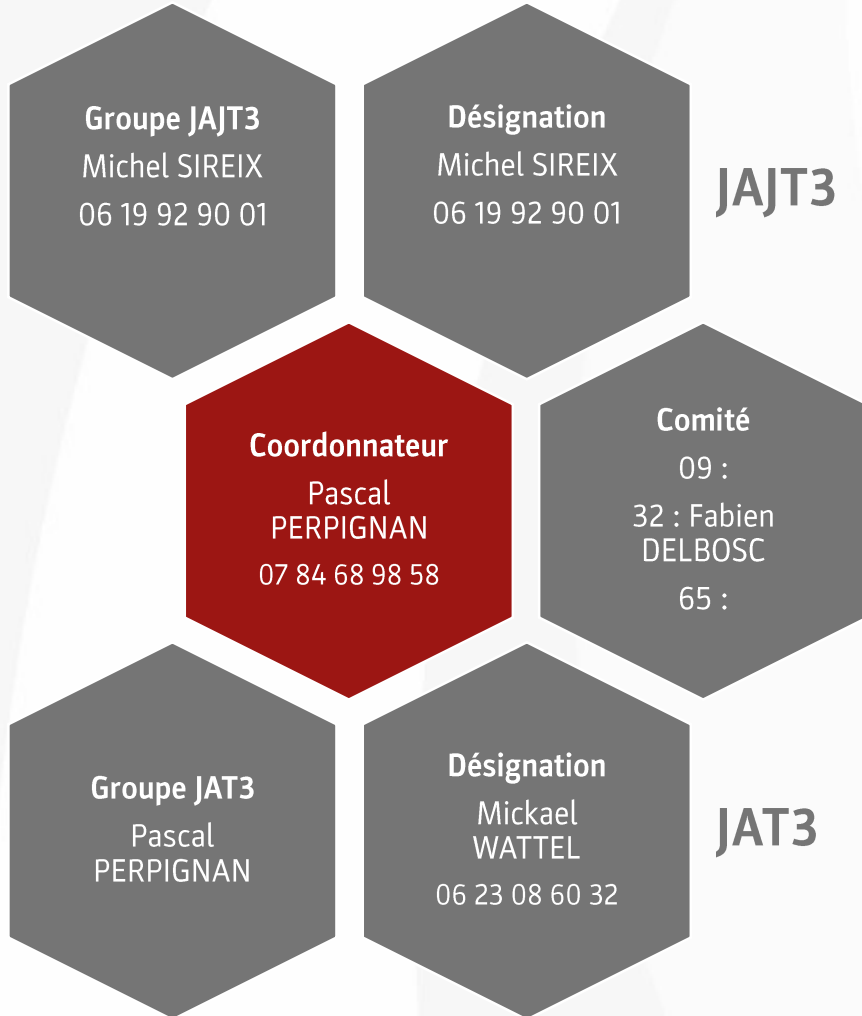 Groupe JAJT3
Michel SIREIX
06 19 92 90 01
Désignation
Michel SIREIX
06 19 92 90 01
JAJT3
Coordonnateur
Pascal
PERPIGNAN
07 84 68 98 58
Comité
09 :
32 : Fabien
DELBOSC
65 :
Groupe JAT3
Pascal
PERPIGNAN
Désignation
Mickael
WATTEL
06 23 08 60 32
JAT3